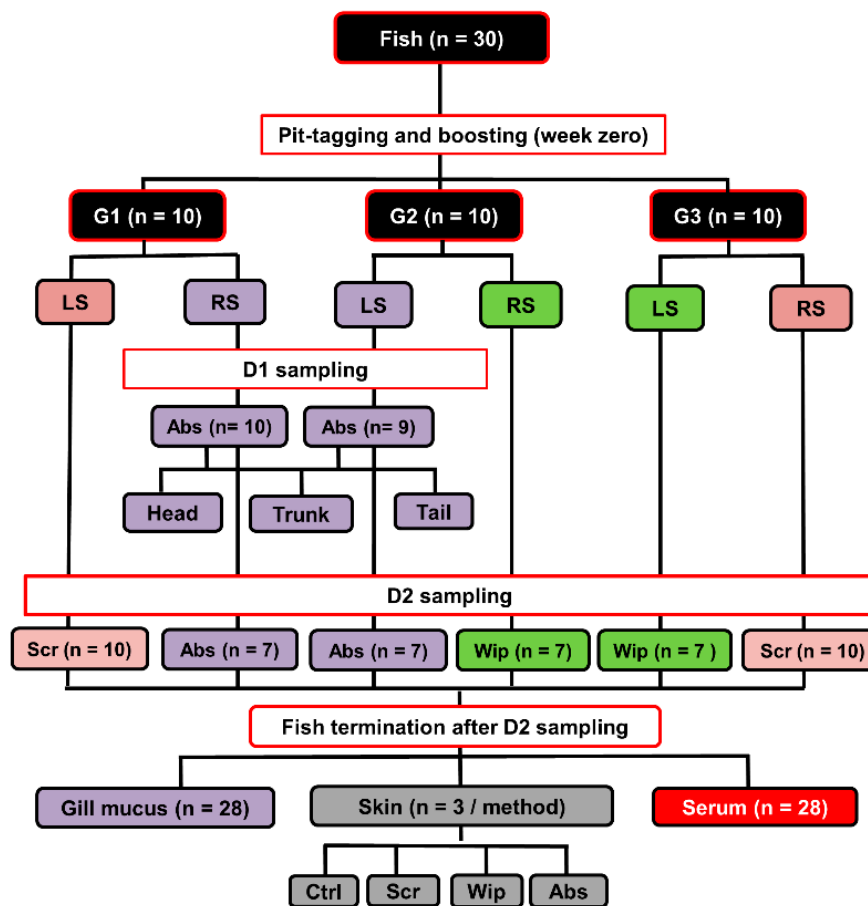 Fish (n = 30)
Pit-tagging and boosting (week zero)
G1 (n = 10)
G2 (n = 10)
G3 (n = 10)
LS
RS
LS
RS
LS
RS
D1 sampling
Abs (n= 10)
Abs (n= 9)
Head
Trunk
Tail
D2 sampling
Scr (n = 10)
Abs (n = 7)
Abs (n = 7)
Wip (n = 7)
Wip (n = 7 )
Scr (n = 10)
Fish termination after D2 sampling
Gill mucus (n = 28)
Skin (n = 3 / method)
Serum (n = 28)
Ctrl
Scr
Wip
Abs